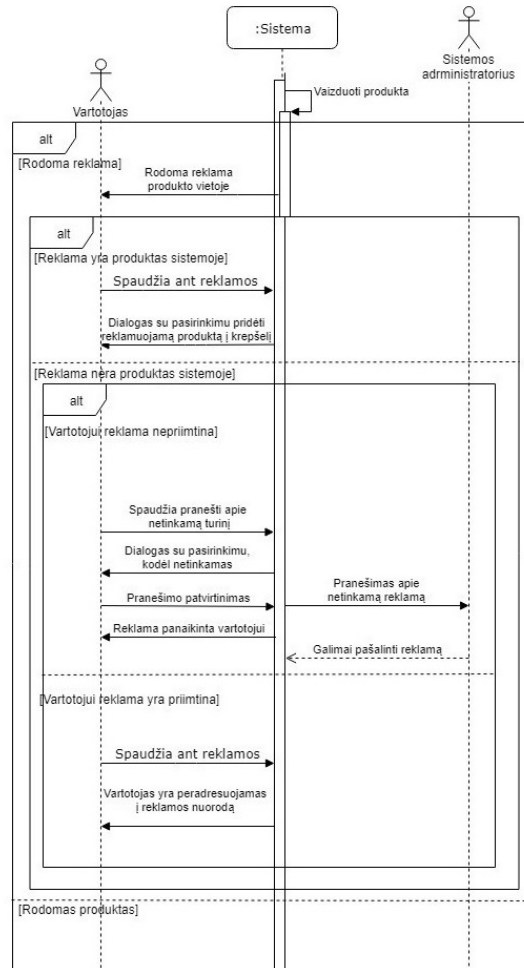 :Sistema
Sistemos
adrministratorius
Vartotojas
Vaizduoti produkta
alt
[Rodoma reklama]
Rodoma reklama
produkto vietoje
alt
[Reklama yra produktas sistemoje]
Spaudžia ant reklamos
Dialogas su pasirinkimu pridėti
reklamuojamą produktą į krepšelį
[Reklama nėra produktas sistemoje]
alt
[Vartotojui reklama nepriimtina]
Spaudžia pranešti apie
netinkamą turinį
Dialogas su pasirinkimu,
kodėl netinkamas
Pranešimo patvirtinimas
Pranešimas apie
netinkamą reklamą
Reklama panaikinta vartotojui
Galimai pašalinti reklamą
[Vartotojui reklama yra priimtina]
Spaudžia ant reklamos
Vartotojas yra peradresuojamas
į reklamos nuorodą
[Rodomas produktas]